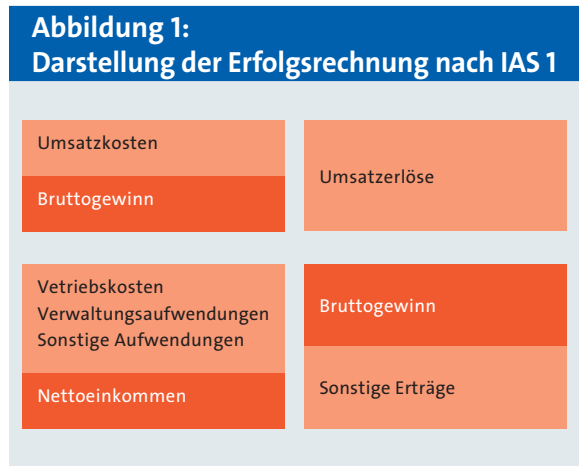 Abbildung 1:
Darstellung der Erfolgsrechnung nach IAS 1
Umsatzkosten
Bruttogewinn
Umsatzerlöse
Vetriebskosten
Verwaltungsaufwendungen
Sonstige Aufwendungen
Nettoeinkommen
Bruttogewinn
Sonstige Erträge